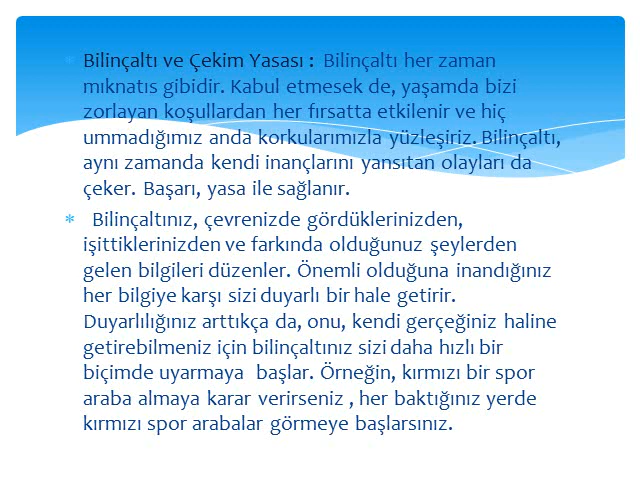 Bilinçaltı ve Çekim Yasası : Bilinçaltı her zaman
mıknatıs gibidir. Kabul etmesek de, yaşamda bizi
zorlayan koşullardan her fırsatta etkilenir ve hiç
ummadığımız anda korkularımızla yüzleşiriz. Bilinçaltı,
aynı zamanda kendi inançlarını yansıtan olayları da
çeker. Başarı, yasa ile sağlanır.
Bilinçaltınız, çevrenizde gördüklerinizden,
işittiklerinizden ve farkında olduğunuz şeylerden
gelen bilgileri düzenler. Önemli olduğuna inandığınız
her bilgiye karşı sizi duyarlı bir hale getirir.
Duyarlılığınız arttıkça da, onu, kendi gerçeğiniz haline
getirebilmeniz için bilinçaltınız sizi daha hızlı bir
biçimde uyarmaya başlar. Örneğin, kırmızı bir spor
araba almaya karar verirseniz , her baktığınız yerde
kırmızı spor arabalar görmeye başlarsınız.